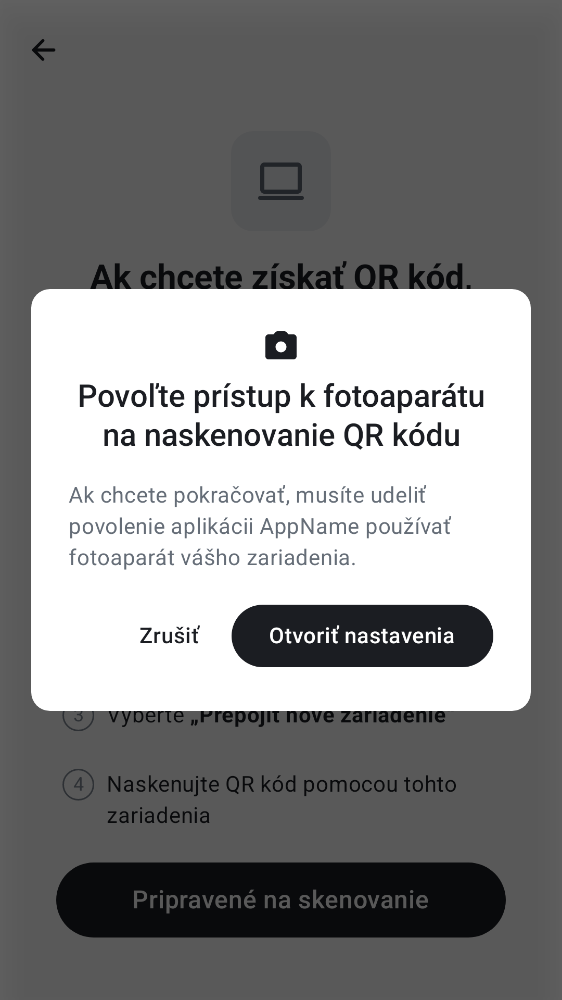 Ak chcete získať QR kód,
Povoľte prístup k fotoaparátu
na naskenovanie QR kódu
Ak chcete pokračovať, musíte udeliť
povolenie aplikácii AppName používať
fotoaparát vášho zariadenia.
Zrušiť
Otvoriť nastavenia
3 Vyberte „Prepojiť nové zariadenie
4 Naskenujte QR kód pomocou tohto
zariadenia
Pripravené na skenovanie